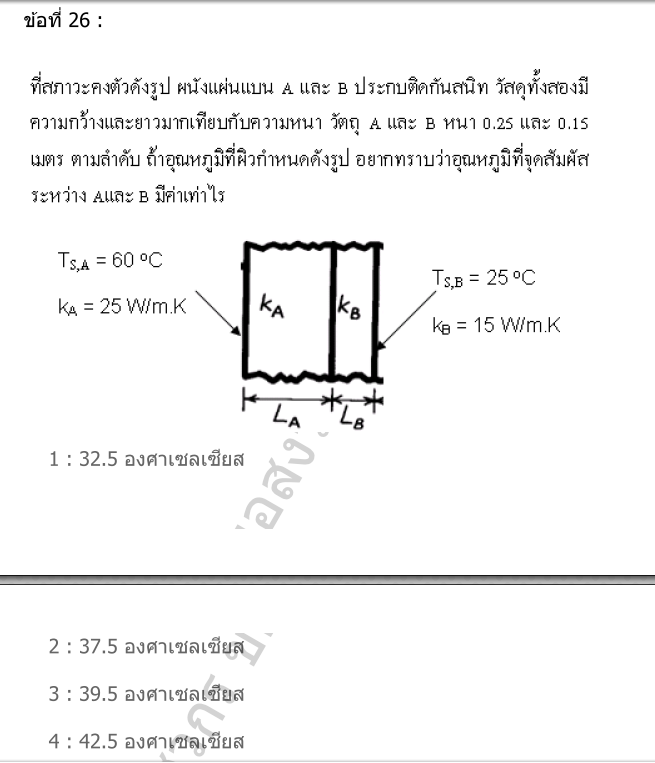 ข้อที่ 26 :
ที่สภาวะคงตัวดังรูป ผนังแผ่นแบน A และ B ประกบติดกันสนิท วัสดุทั้งสองมี
ความกว้างและยาวมากเทียบกับความหนา วัตถุ A และ B หนา 0.25 และ 0.15
เมตร ตามลำดับ ถ้าอุณหภูมิที่ผิวกำหนดดังรูป อยากทราบว่าอุณหภูมิที่จุดสัมผัส
ระหว่าง Aและ B มีค่าเท่าไร
T_S,A = 60 ºC
k_A = 25 W/m.K
k_A
k_B
T_S,B = 25 ºC
k_B = 15 W/m.K
L_A
L_B
1 : 32.5 องศาเซลเซียส
2 : 37.5 องศาเซลเซียส
3 : 39.5 องศาเซลเซียส
4 : 42.5 องศาเซลเซียส